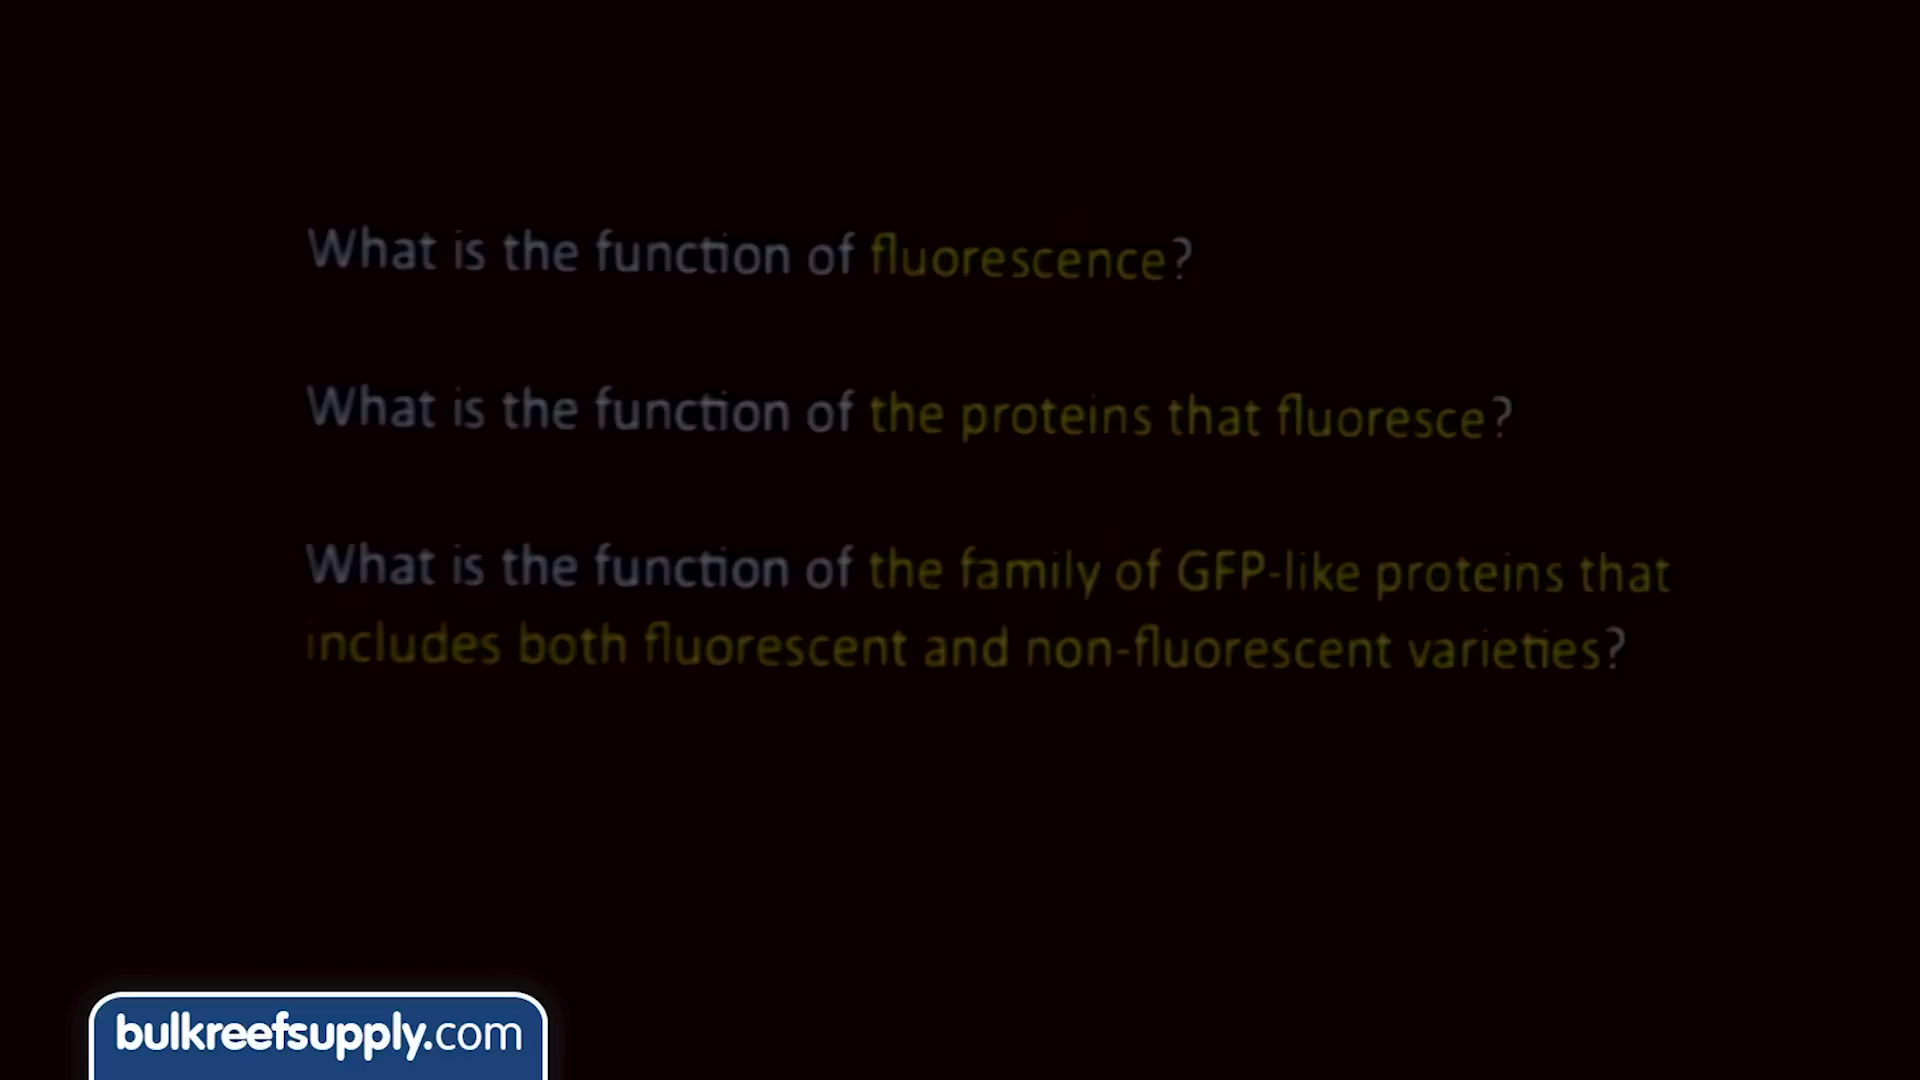 What is the function of fluorescence?
What is the function of the proteins that fluoresce?
What is the function of the family of GFP-like proteins that
includes both fluorescent and non-fluorescent varieties?
bulkreefsupply.com